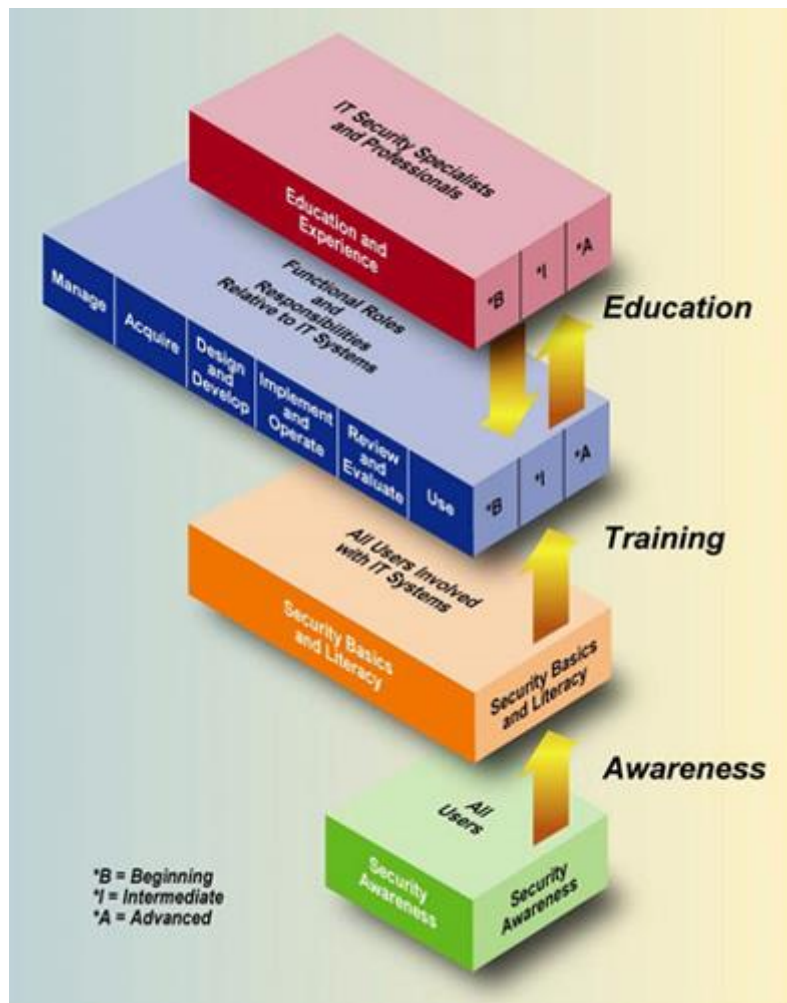 IT Security Specialists
and Professionals
Education and
Experience
*B
*I
*A
Education
Functional Roles
and
Responsibilities
Relative to IT Systems
Manage
Acquire
Design
and
Develop
Implement
and
Operate
Review
and
Evaluate
Use
*B
*I
*A
Training
All Users Involved
with IT Systems
Security Basics
and Literacy
Security Basics
and Literacy
Awareness
All
Users
Security
Awareness
Security
Awareness
*B = Beginning
*I = Intermediate
*A = Advanced